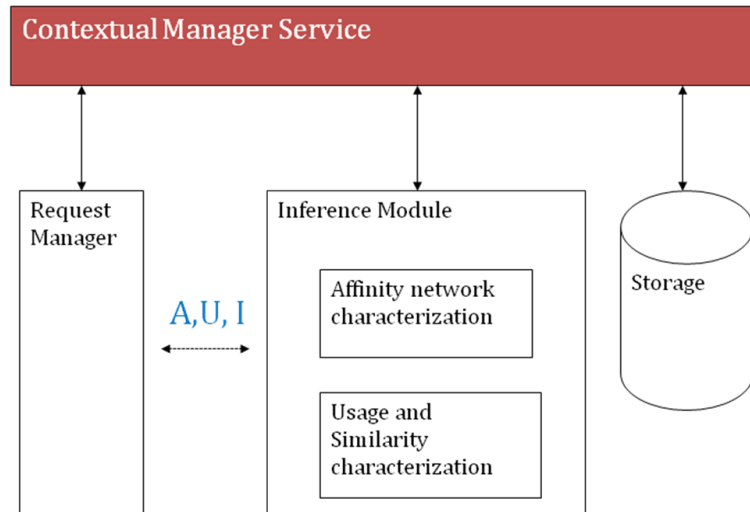 Contextual Manager Service
Request
Manager
Inference Module
Affinity network
characterization
A,U, I
Storage
Usage and
Similarity
characterization